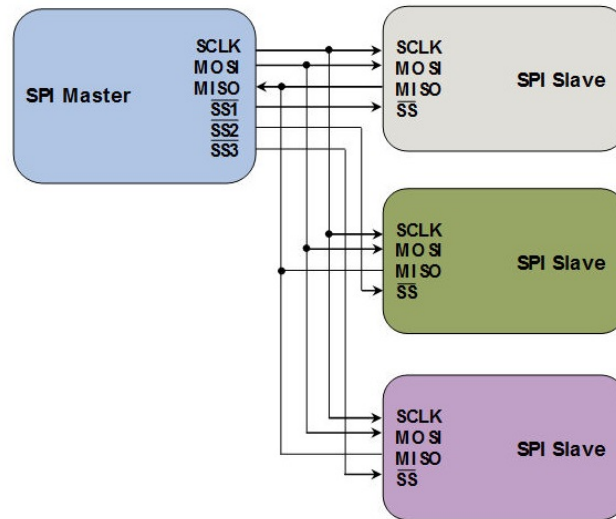 SPI Master
SCLK
MOSI
MISO
SS1
SS2
SS3
SCLK
MOSI
MISO
SS
SPI Slave
SCLK
MOSI
MISO
SS
SPI Slave
SCLK
MOSI
MISO
SS
SPI Slave